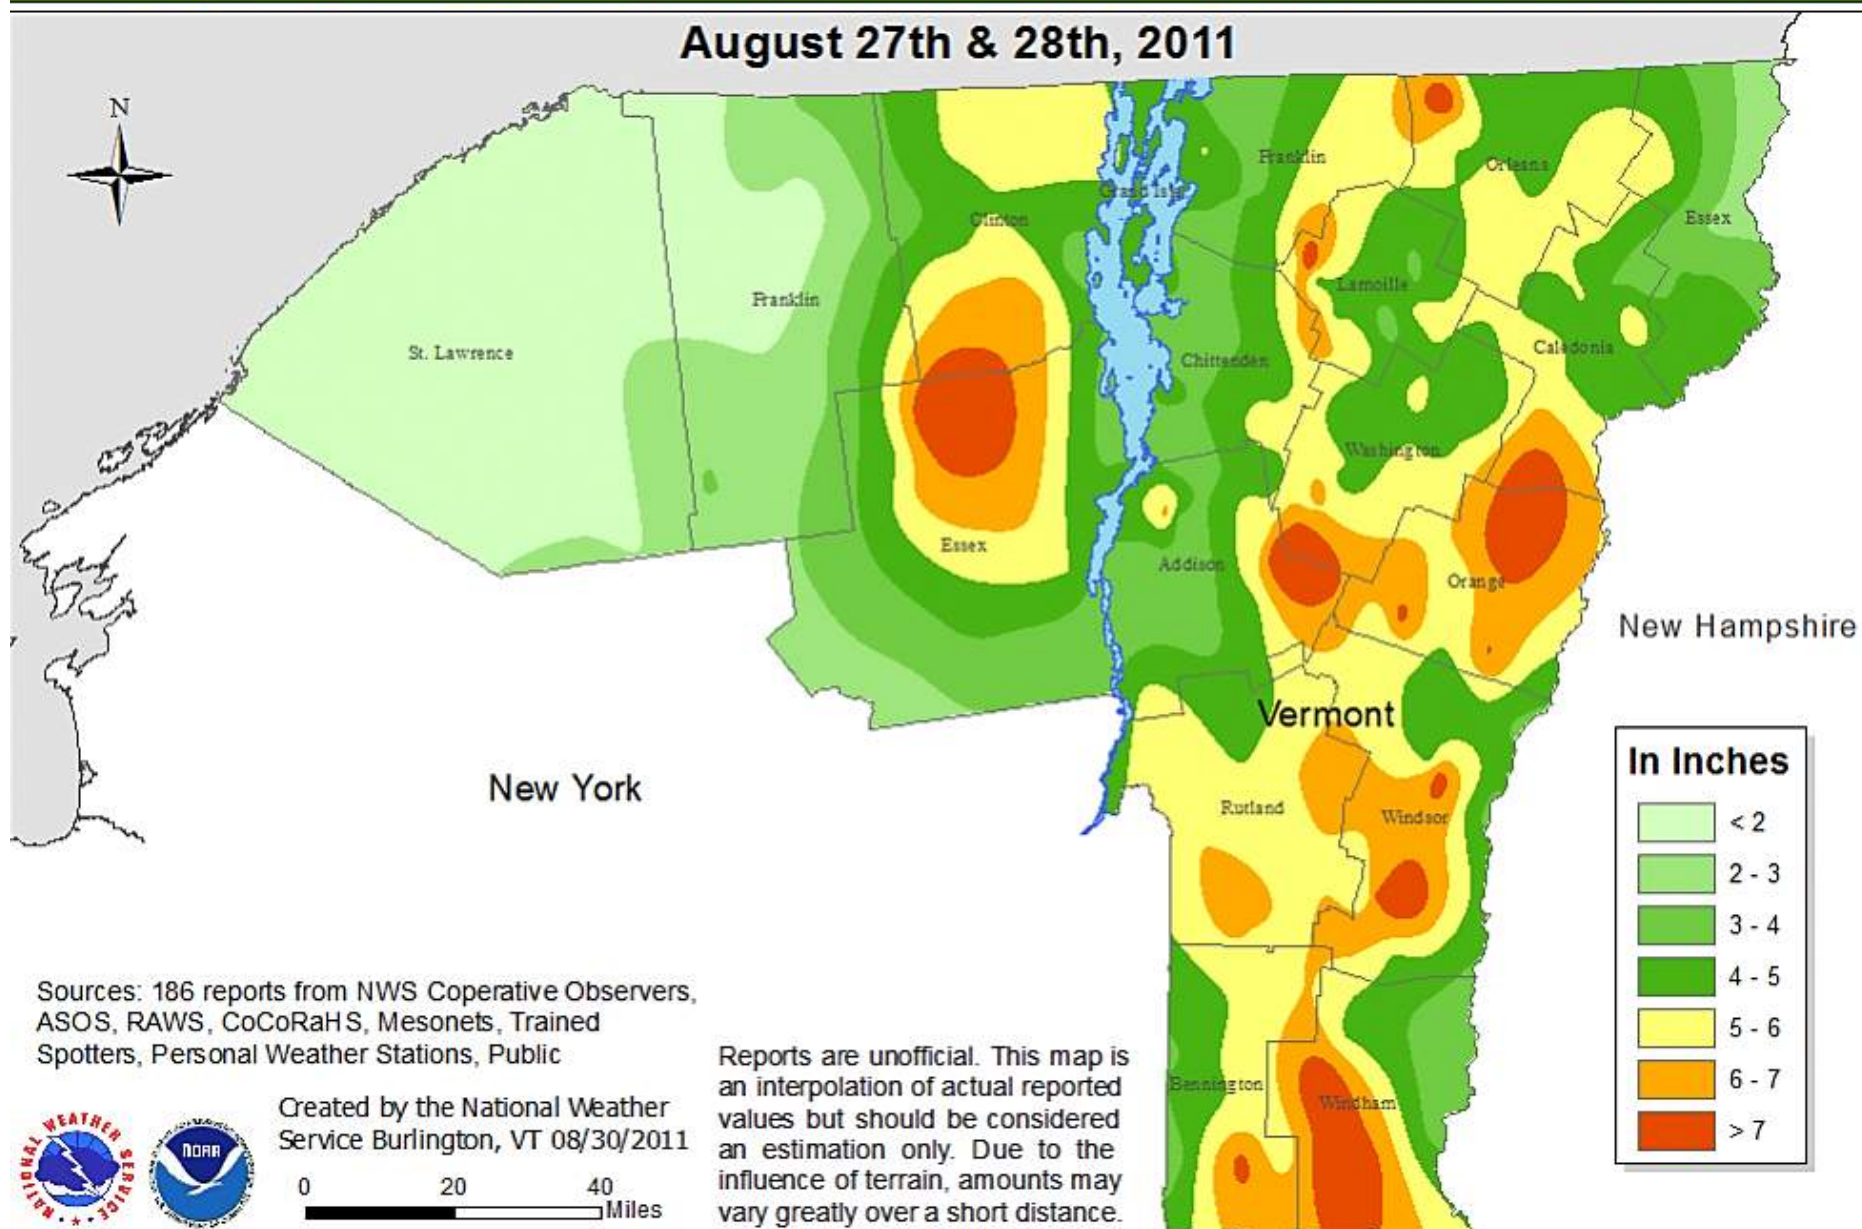 August 27th & 28th, 2011
N
Franklin
Orleans
Grand Isle
Clinton
Essex
Lamoille
Franklin
St. Lawrence
Chittenden
Caledonia
Washington
Essex
Addison
Orange
New Hampshire
Vermont
New York
Rutland
Windsor
Bennington
Windham
In Inches
< 2
2 - 3
3 - 4
4 - 5
5 - 6
6 - 7
> 7
Sources: 186 reports from NWS Coperative Observers,
ASOS, RAWS, CoCoRaHS, Mesonets, Trained
Spotters, Personal Weather Stations, Public
Created by the National Weather
Service Burlington, VT 08/30/2011
0 20 40
Miles
Reports are unofficial. This map is
an interpolation of actual reported
values but should be considered
an estimation only. Due to the
influence of terrain, amounts may
vary greatly over a short distance.
NATIONAL WEATHER SERVICE
NOAA